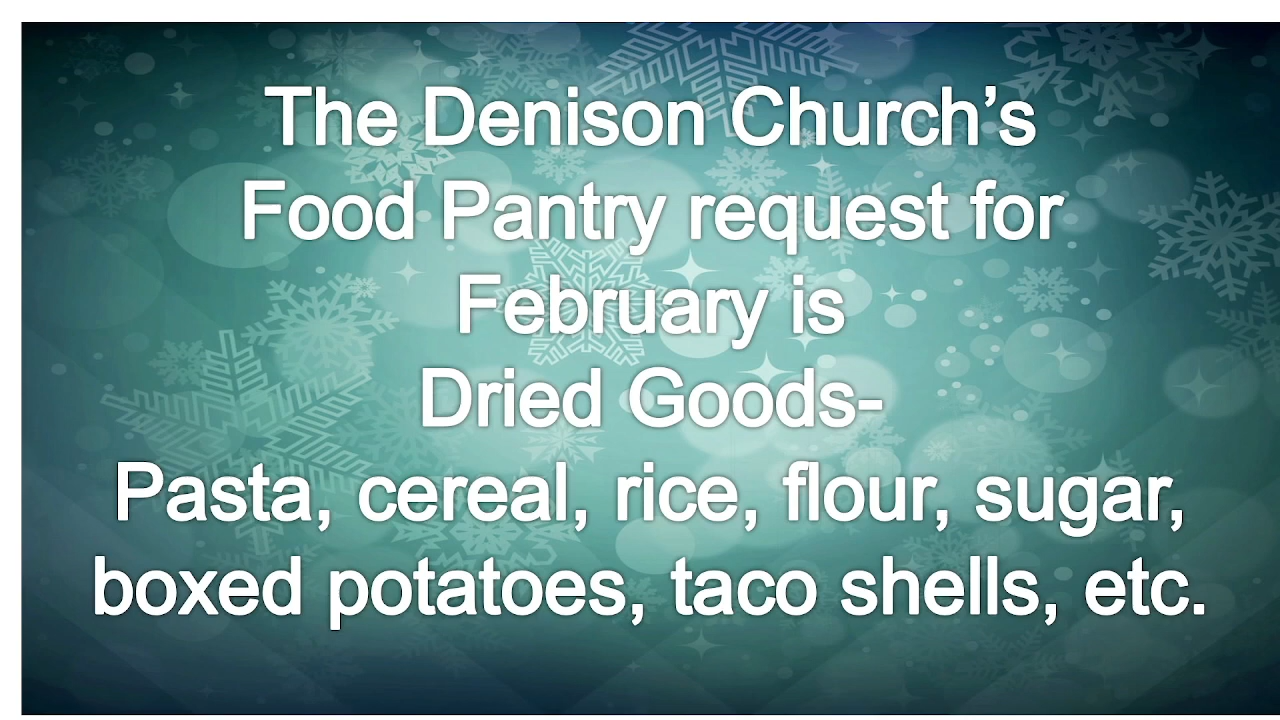 The Denison Church’s
Food Pantry request for
February is
Dried Goods-
Pasta, cereal, rice, flour, sugar,
boxed potatoes, taco shells, etc.